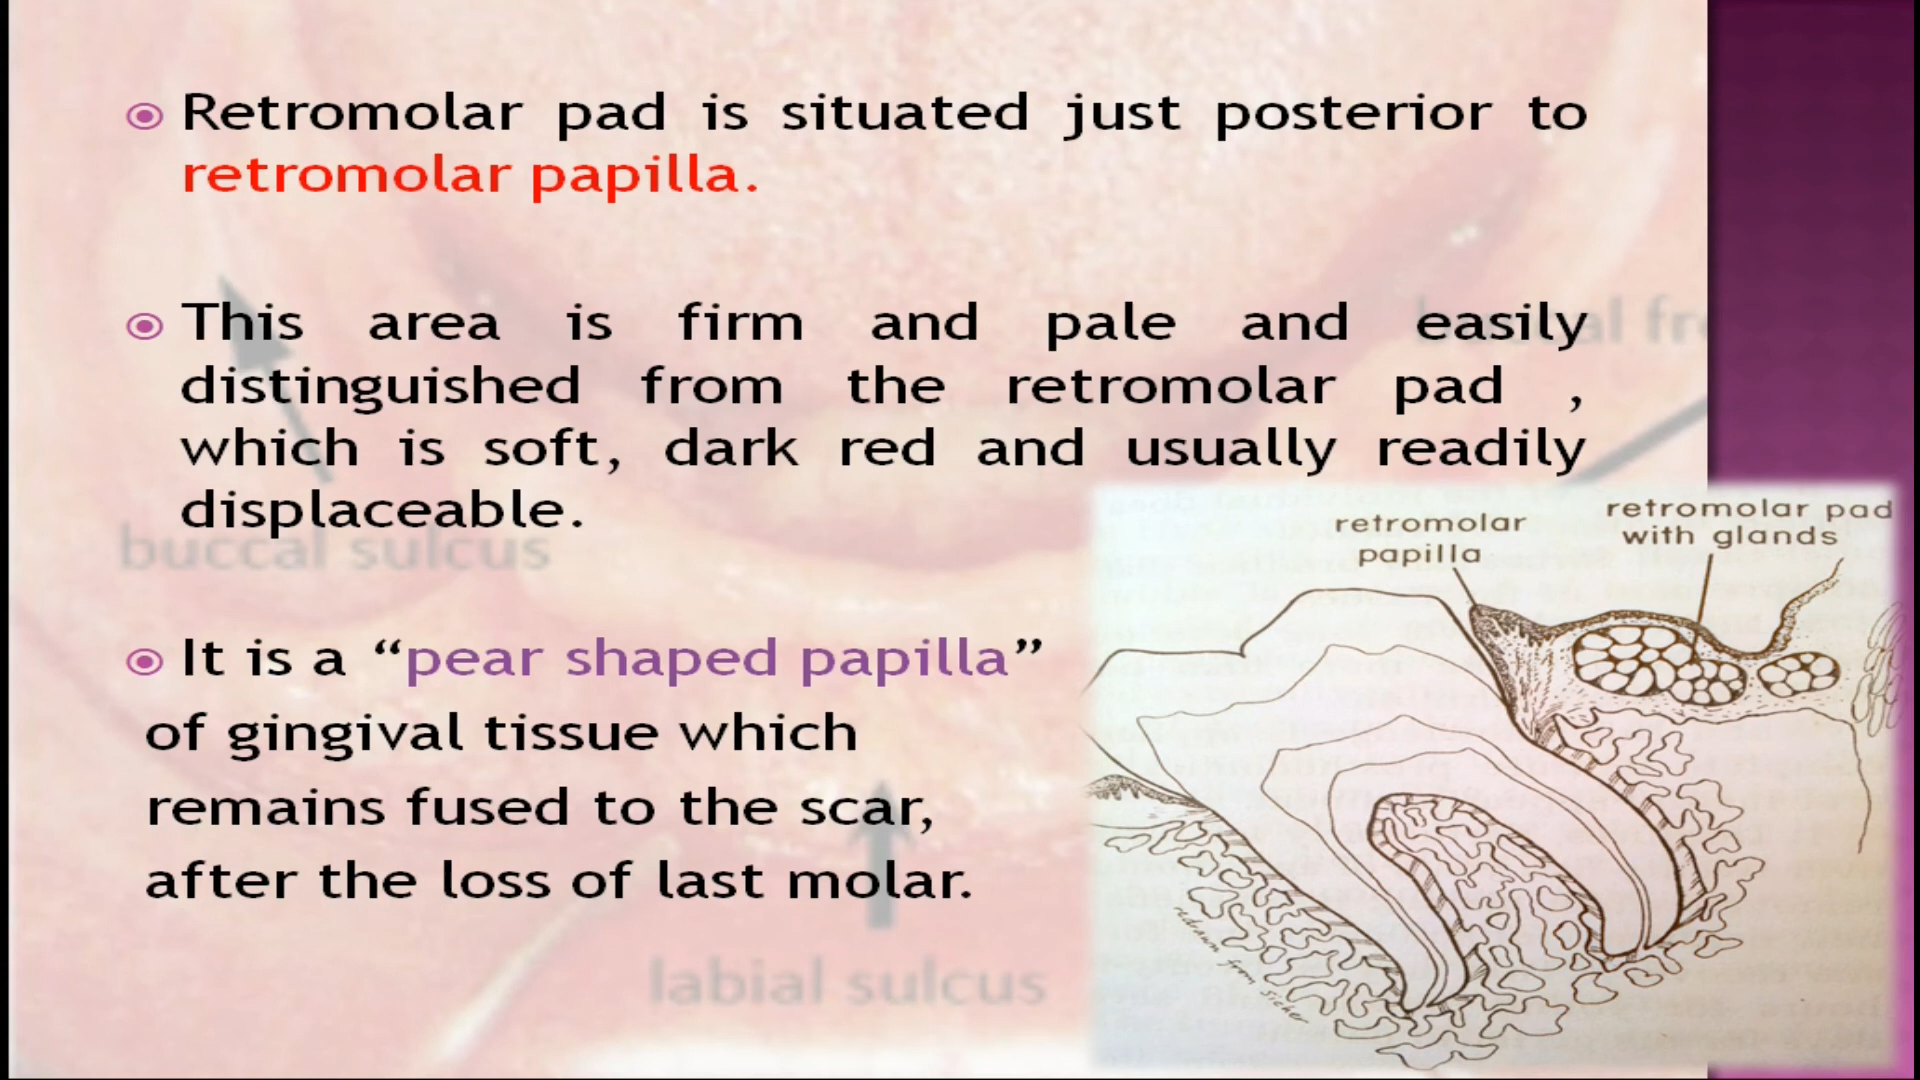 Retromolar pad is situated just posterior to
retromolar papilla.
This area is firm and pale and easily
distinguished from the retromolar pad ,
which is soft, dark red and usually readily
displaceable.
It is a “pear shaped papilla”
of gingival tissue which
remains fused to the scar,
after the loss of last molar.
buccal sulcus
labial sulcus
retromolar
papilla
retromolar pad
with glands
redrawn from Sicher